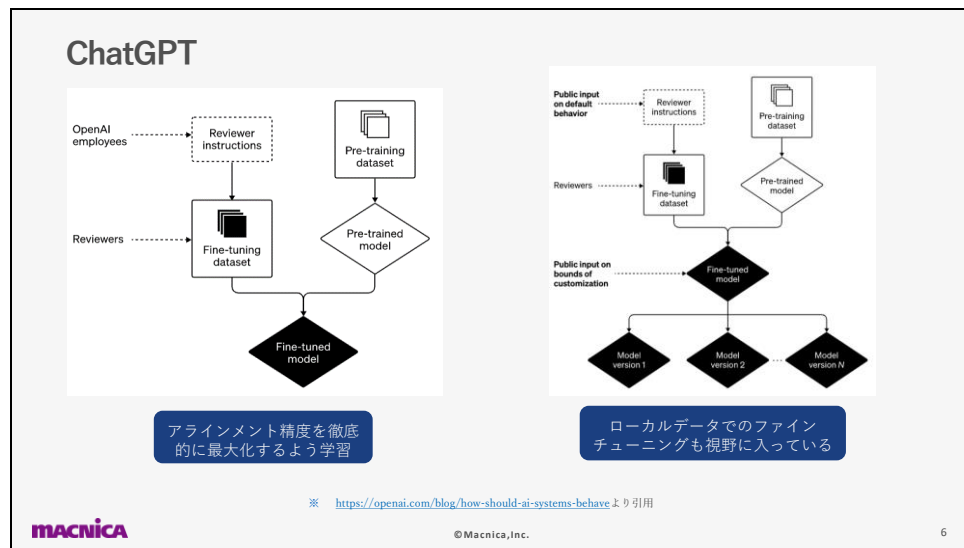 ChatGPT
OpenAI
employees
Reviewer
instructions
Pre-training
dataset
Reviewers
Fine-tuning
dataset
Pre-trained
model
Fine-tuned
model
アラインメント精度を徹底
的に最大化するよう学習
Public input
on default
behavior
Reviewer
instructions
Pre-training
dataset
Reviewers
Fine-tuning
dataset
Pre-trained
model
Public input on
bounds of
customization
Fine-tuned
model
Model
version 1
Model
version 2
Model
version N
ローカルデータでのファイン
チューニングも視野に入っている
※ https://openai.com/blog/how-should-ai-systems-behaveより引用
macnica
©Macnica,Inc.
6